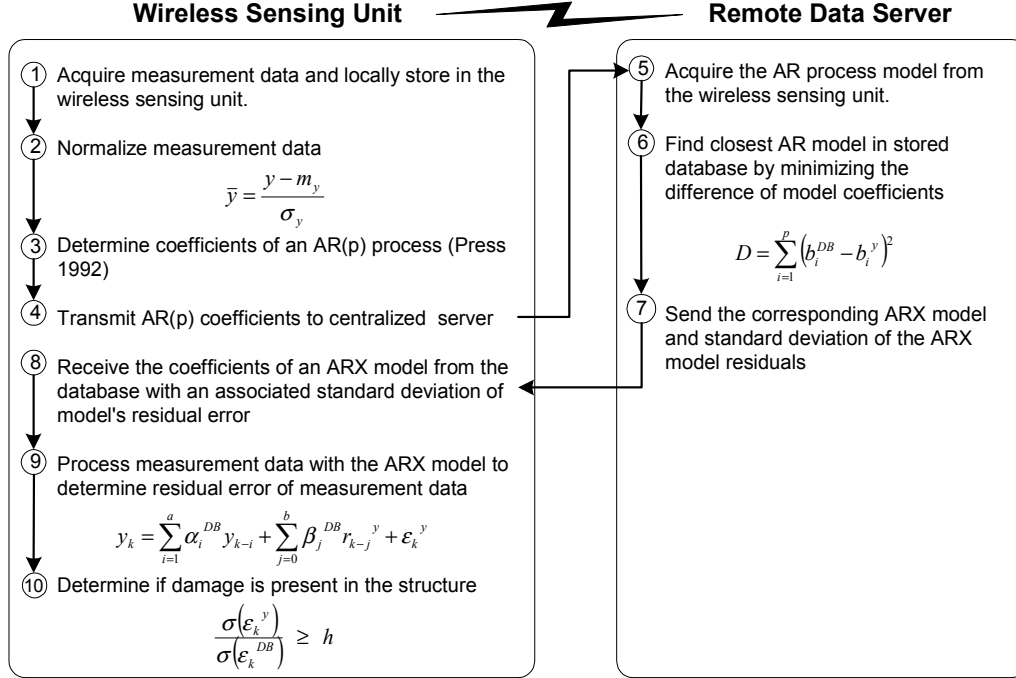 Wireless Sensing Unit
Remote Data Server
1 Acquire measurement data and locally store in the
wireless sensing unit.
2 Normalize measurement data
ȳ = (y − m_y) / σ_y
3 Determine coefficients of an AR(p) process (Press
1992)
4 Transmit AR(p) coefficients to centralized server
5 Acquire the AR process model from
the wireless sensing unit.
6 Find closest AR model in stored
database by minimizing the
difference of model coefficients
D = ∑_{i=1}^{p} (b_i^{DB} − b_i^{y})^2
7 Send the corresponding ARX model
and standard deviation of the ARX
model residuals
8 Receive the coefficients of an ARX model from the
database with an associated standard deviation of
model's residual error
9 Process measurement data with the ARX model to
determine residual error of measurement data
y_k = ∑_{i=1}^{a} α_i^{DB} y_{k−i} + ∑_{j=0}^{b} β_j^{DB} r_{k−j}^{y} + ε_k^{y}
10 Determine if damage is present in the structure
σ(ε_k^{y}) / σ(ε_k^{DB}) ≥ h